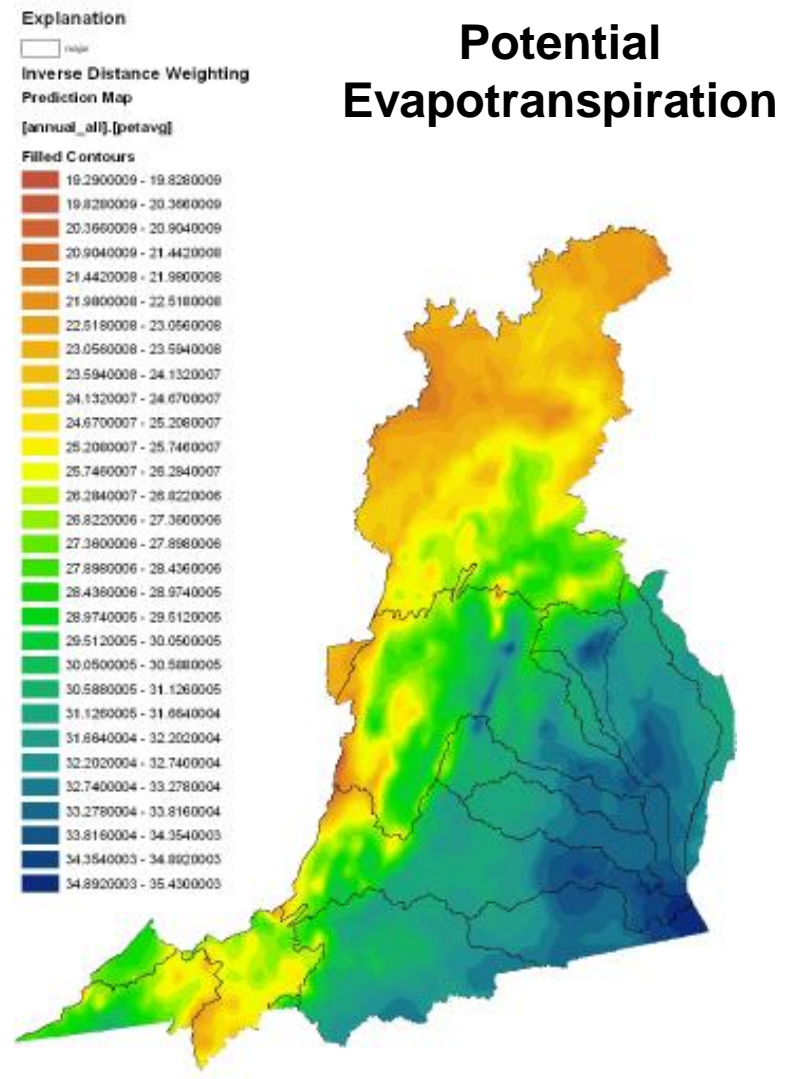 Explanation
Potential
Evapotranspiration
Inverse Distance Weighting
Prediction Map
[annual_all].[petavg]
Filled Contours
19.2900009 - 19.8280009
19.8280009 - 20.3660009
20.3660009 - 20.9040009
20.9040009 - 21.4420008
21.4420008 - 21.9800008
21.9800008 - 22.5180008
22.5180008 - 23.0560008
23.0560008 - 23.5940008
23.5940008 - 24.1320007
24.1320007 - 24.6700007
24.6700007 - 25.2080007
25.2080007 - 25.7460007
25.7460007 - 26.2840007
26.2840007 - 26.8220006
26.8220006 - 27.3600006
27.3600006 - 27.8980006
27.8980006 - 28.4360006
28.4360006 - 28.9740005
28.9740005 - 29.5120005
29.5120005 - 30.0500005
30.0500005 - 30.5880005
30.5880005 - 31.1260005
31.1260005 - 31.6640004
31.6640004 - 32.2020004
32.2020004 - 32.7400004
32.7400004 - 33.2780004
33.2780004 - 33.8160004
33.8160004 - 34.3540003
34.3540003 - 34.8920003
34.8920003 - 35.4300003